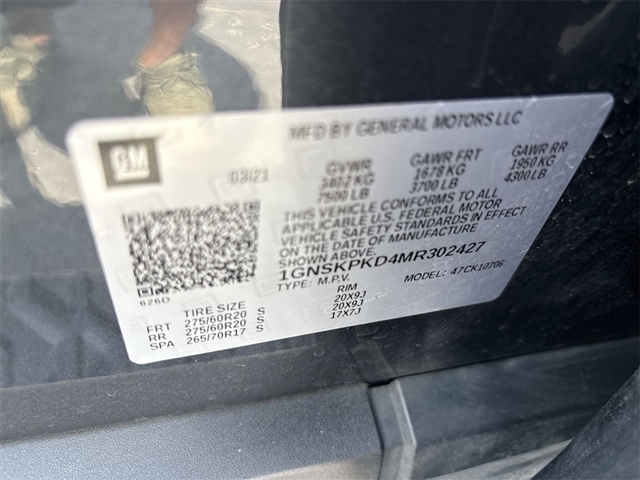 MFD BY GENERAL MOTORS LLC
GM
03/21
GVWR GAWR FRT GAWR RR
KG 1678 KG 1950 KG
7500 LB 3700 LB 4300 LB
THIS VEHICLE CONFORMS TO ALL
APPLICABLE U.S. FEDERAL MOTOR
VEHICLE SAFETY STANDARDS IN EFFECT
ON THE DATE OF MANUFACTURE
SHOWN ABOVE.
1GNSKPKD4MR302427
TYPE: M.P.V. MODEL: 47CK10706
826D
TIRE SIZE RIM
FRT 275/60R20 S 20X9J
RR 275/60R20 S 20X9J
SPA 265/70R17 S 17X7J